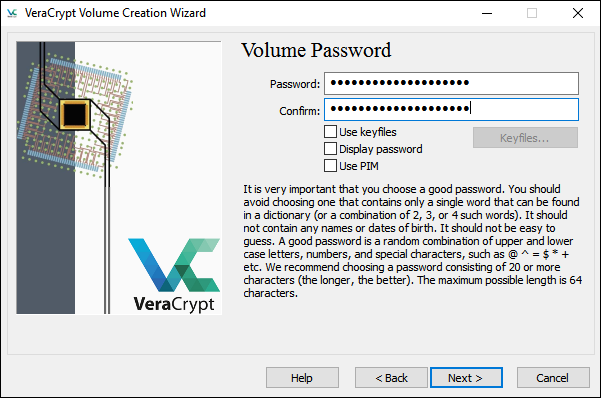 VeraCrypt Volume Creation Wizard
Volume Password
Password: ●●●●●●●●●●●●●●●●●●●●
Confirm: ●●●●●●●●●●●●●●●●●●●●
Use keyfiles
Keyfiles...
Display password
Use PIM
It is very important that you choose a good password. You should
avoid choosing one that contains only a single word that can be found
in a dictionary (or a combination of 2, 3, or 4 such words). It should
not contain any names or dates of birth. It should not be easy to
guess. A good password is a random combination of upper and lower
case letters, numbers, and special characters, such as @ ^ = $ * +
etc. We recommend choosing a password consisting of 20 or more
characters (the longer, the better). The maximum possible length is 64
characters.
VeraCrypt
Help
< Back
Next >
Cancel